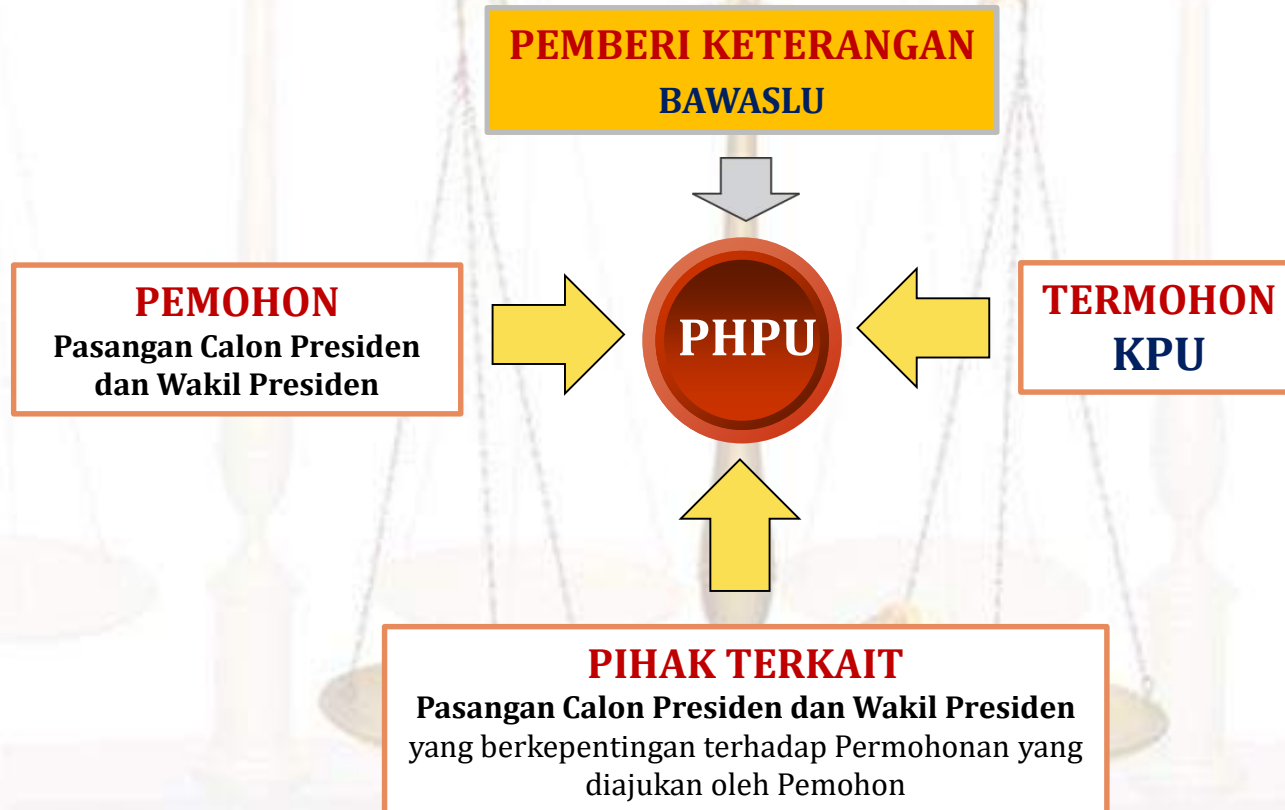 PEMBERI KETERANGAN
BAWASLU
PEMOHON
Pasangan Calon Presiden
dan Wakil Presiden
PHPU
TERMOHON
KPU
PIHAK TERKAIT
Pasangan Calon Presiden dan Wakil Presiden
yang berkepentingan terhadap Permohonan yang
diajukan oleh Pemohon